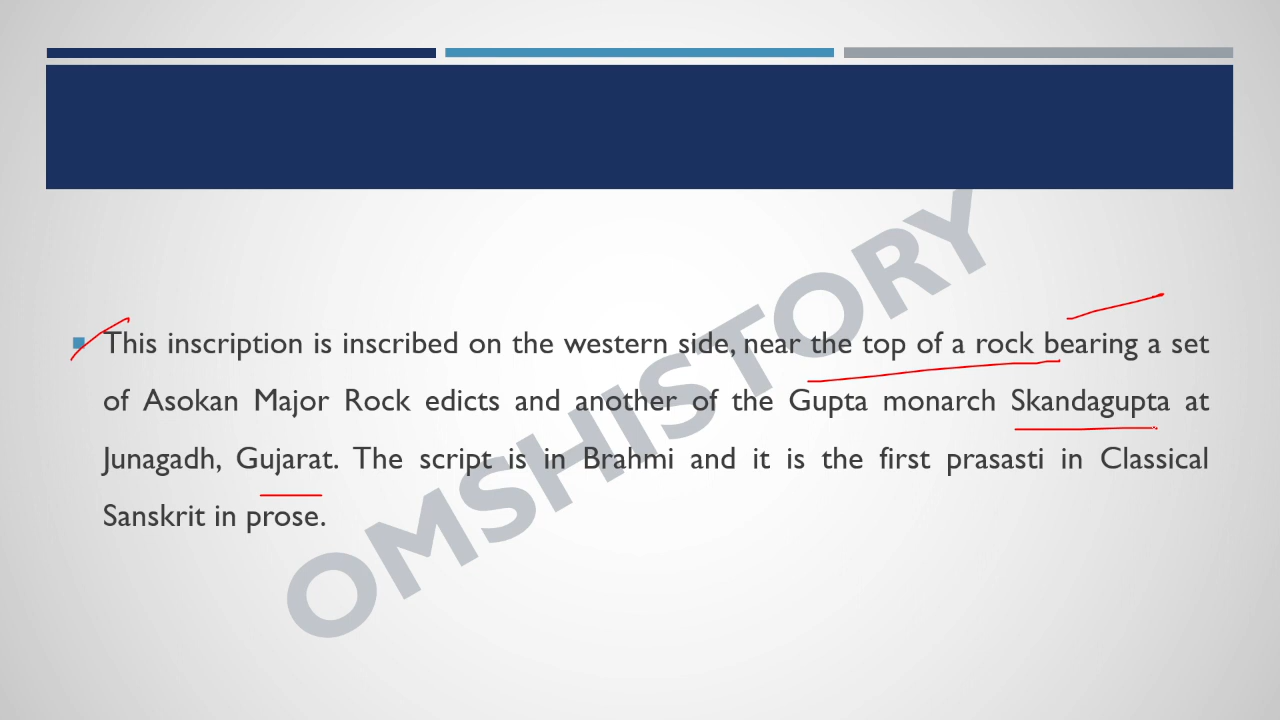 This inscription is inscribed on the western side, near the top of a rock bearing a set
of Asokan Major Rock edicts and another of the Gupta monarch Skandagupta at
Junagadh, Gujarat. The script is in Brahmi and it is the first prasasti in Classical
Sanskrit in prose.
OMSHISTORY